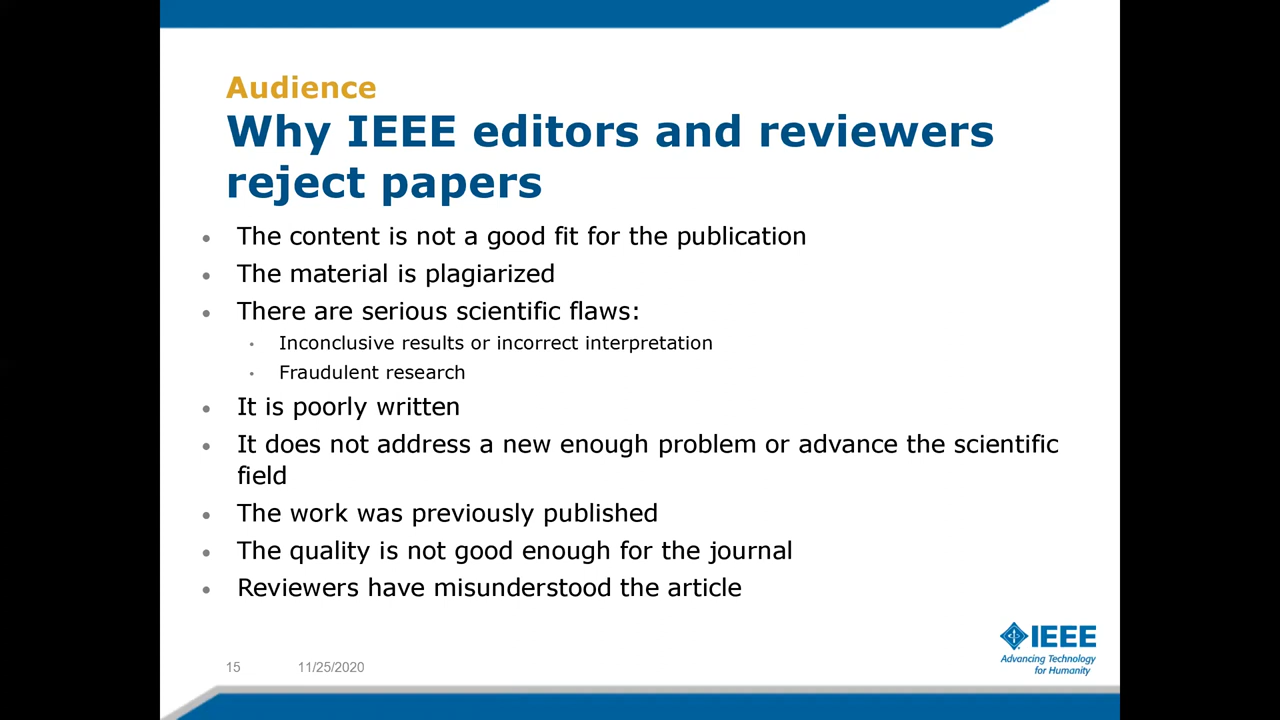 Audience
Why IEEE editors and reviewers
reject papers
• The content is not a good fit for the publication
• The material is plagiarized
• There are serious scientific flaws:
• Inconclusive results or incorrect interpretation
• Fraudulent research
• It is poorly written
• It does not address a new enough problem or advance the scientific
field
• The work was previously published
• The quality is not good enough for the journal
• Reviewers have misunderstood the article
IEEE
Advancing Technology
for Humanity
15 11/25/2020